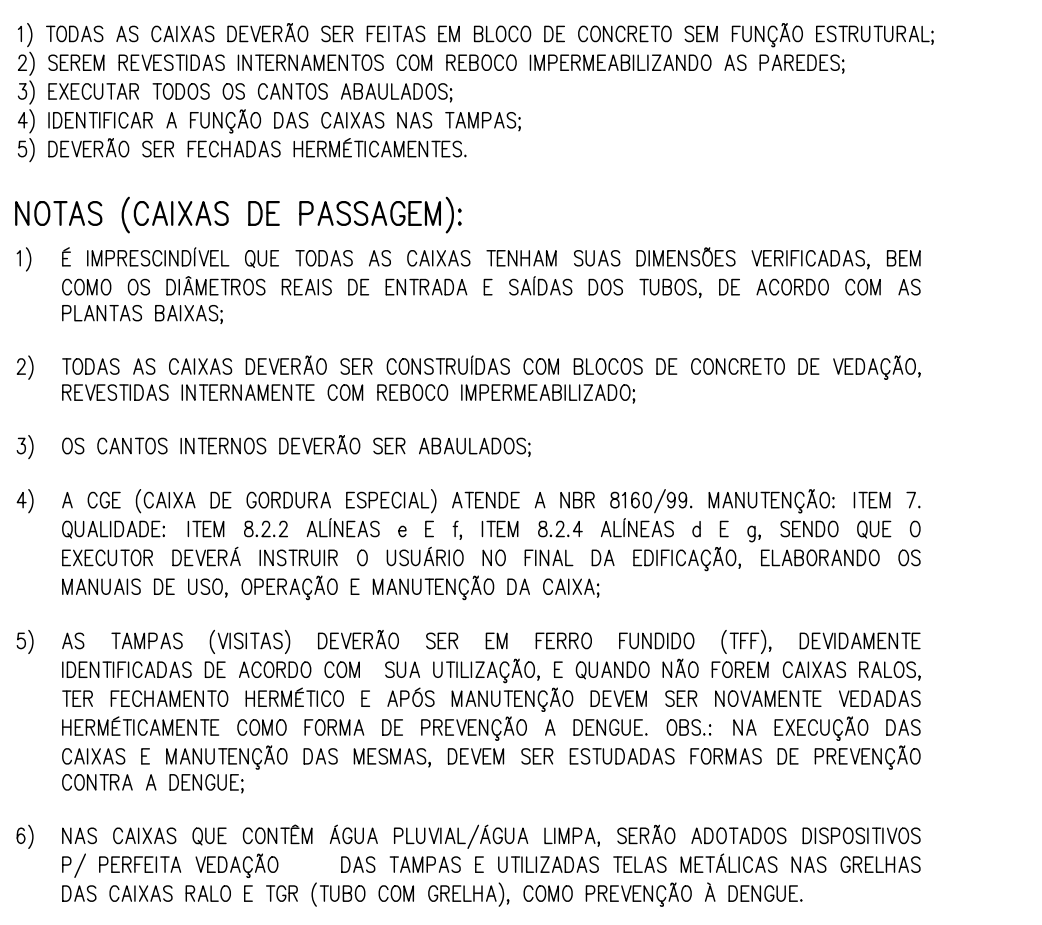 1) TODAS AS CAIXAS DEVERÃO SER FEITAS EM BLOCO DE CONCRETO SEM FUNÇÃO ESTRUTURAL;
2) SEREM REVESTIDAS INTERNAMENTOS COM REBOCO IMPERMEABILIZANDO AS PAREDES;
3) EXECUTAR TODOS OS CANTOS ABAULADOS;
4) IDENTIFICAR A FUNÇÃO DAS CAIXAS NAS TAMPAS;
5) DEVERÃO SER FECHADAS HERMÉTICAMENTES.
NOTAS (CAIXAS DE PASSAGEM):
1) É IMPRESCINDÍVEL QUE TODAS AS CAIXAS TENHAM SUAS DIMENSÕES VERIFICADAS, BEM
COMO OS DIÂMETROS REAIS DE ENTRADA E SAÍDAS DOS TUBOS, DE ACORDO COM AS
PLANTAS BAIXAS;
2) TODAS AS CAIXAS DEVERÃO SER CONSTRUÍDAS COM BLOCOS DE CONCRETO DE VEDAÇÃO,
REVESTIDAS INTERNAMENTE COM REBOCO IMPERMEABILIZADO;
3) OS CANTOS INTERNOS DEVERÃO SER ABAULADOS;
4) A CGE (CAIXA DE GORDURA ESPECIAL) ATENDE A NBR 8160/99. MANUTENÇÃO: ITEM 7.
QUALIDADE: ITEM 8.2.2 ALÍNEAS e E f, ITEM 8.2.4 ALÍNEAS d E g, SENDO QUE O
EXECUTOR DEVERÁ INSTRUIR O USUÁRIO NO FINAL DA EDIFICAÇÃO, ELABORANDO OS
MANUAIS DE USO, OPERAÇÃO E MANUTENÇÃO DA CAIXA;
5) AS TAMPAS (VISITAS) DEVERÃO SER EM FERRO FUNDIDO (TFF), DEVIDAMENTE
IDENTIFICADAS DE ACORDO COM SUA UTILIZAÇÃO, E QUANDO NÃO FOREM CAIXAS RALOS,
TER FECHAMENTO HERMÉTICO E APÓS MANUTENÇÃO DEVEM SER NOVAMENTE VEDADAS
HERMÉTICAMENTE COMO FORMA DE PREVENÇÃO A DENGUE. OBS.: NA EXECUÇÃO DAS
CAIXAS E MANUTENÇÃO DAS MESMAS, DEVEM SER ESTUDADAS FORMAS DE PREVENÇÃO
CONTRA A DENGUE;
6) NAS CAIXAS QUE CONTÊM ÁGUA PLUVIAL/ÁGUA LIMPA, SERÃO ADOTADOS DISPOSITIVOS
P/ PERFEITA VEDAÇÃO DAS TAMPAS E UTILIZADAS TELAS METÁLICAS NAS GRELHAS
DAS CAIXAS RALO E TGR (TUBO COM GRELHA), COMO PREVENÇÃO À DENGUE.